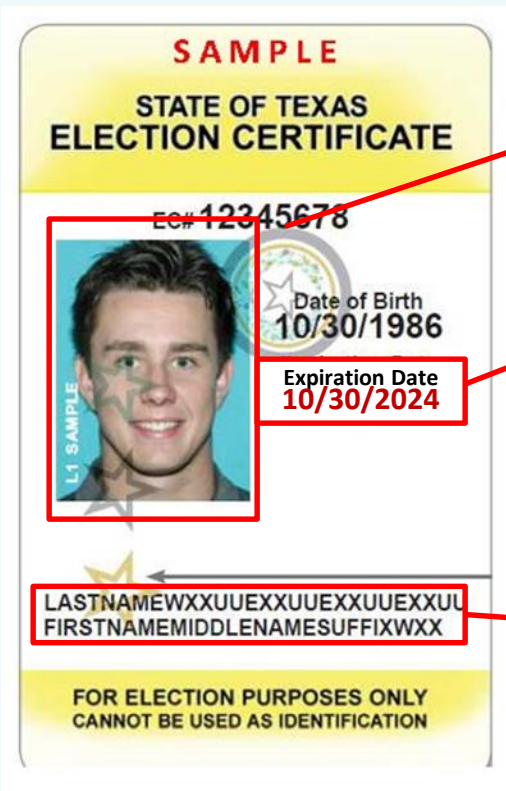 SAMPLE
STATE OF TEXAS
ELECTION CERTIFICATE
EC# 12345678
Date of Birth
10/30/1986
Expiration Date
10/30/2024
L1 SAMPLE
LASTNAMEWXXUUEXXUUEXXUUEXXUU
FIRSTNAMEMIDDLENAMESUFFIXWXX
FOR ELECTION PURPOSES ONLY
CANNOT BE USED AS IDENTIFICATION